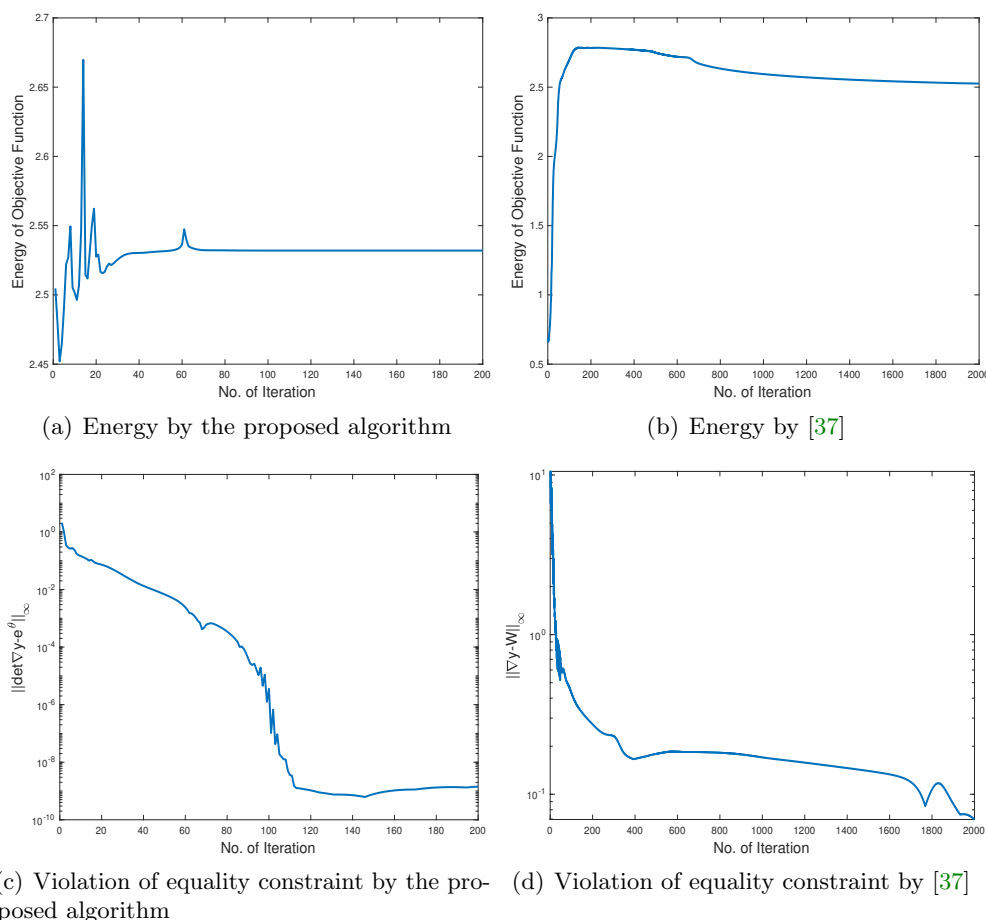 2.7
2.65
2.6
2.55
2.5
2.45
Energy of Objective Function
0 20 40 60 80 100 120 140 160 180 200
No. of Iteration
(a) Energy by the proposed algorithm
3
2.5
2
1.5
1
0.5
Energy of Objective Function
0 200 400 600 800 1000 1200 1400 1600 1800 2000
No. of Iteration
(b) Energy by [37]
10^2
10^0
10^-2
10^-4
10^-6
10^-8
10^-10
||det∇y-e^θ||_∞
0 20 40 60 80 100 120 140 160 180 200
No. of Iteration
(c) Violation of equality constraint by the pro-
posed algorithm
10^1
10^0
10^-1
||∇y-W||_∞
0 200 400 600 800 1000 1200 1400 1600 1800 2000
No. of Iteration
(d) Violation of equality constraint by [37]